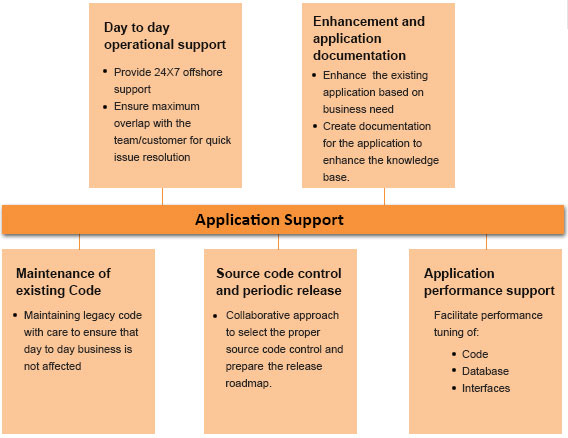 Day to day
operational support
• Provide 24X7 offshore
support
• Ensure maximum
overlap with the
team/customer for quick
issue resolution
Enhancement and
application
documentation
• Enhance the existing
application based on
business need
• Create documentation
for the application to
enhance the knowledge
base.
Application Support
Maintenance of
existing Code
• Maintaining legacy code
with care to ensure that
day to day business is
not affected
Source code control
and periodic release
• Collaborative approach
to select the proper
source code control and
prepare the release
roadmap.
Application
performance support
Facilitate performance
tuning of:
• Code
• Database
• Interfaces